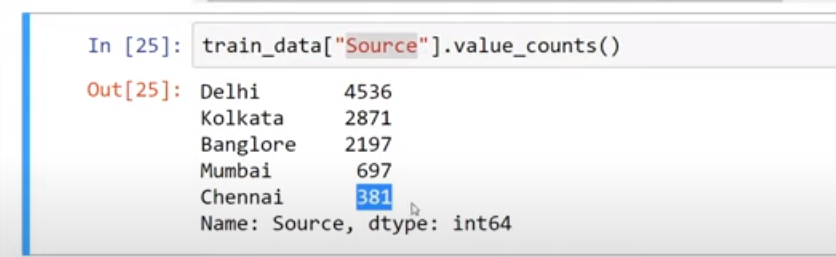 In [25]: train_data["Source"].value_counts()
Out[25]: Delhi 4536
Kolkata 2871
Banglore 2197
Mumbai 697
Chennai 381
Name: Source, dtype: int64